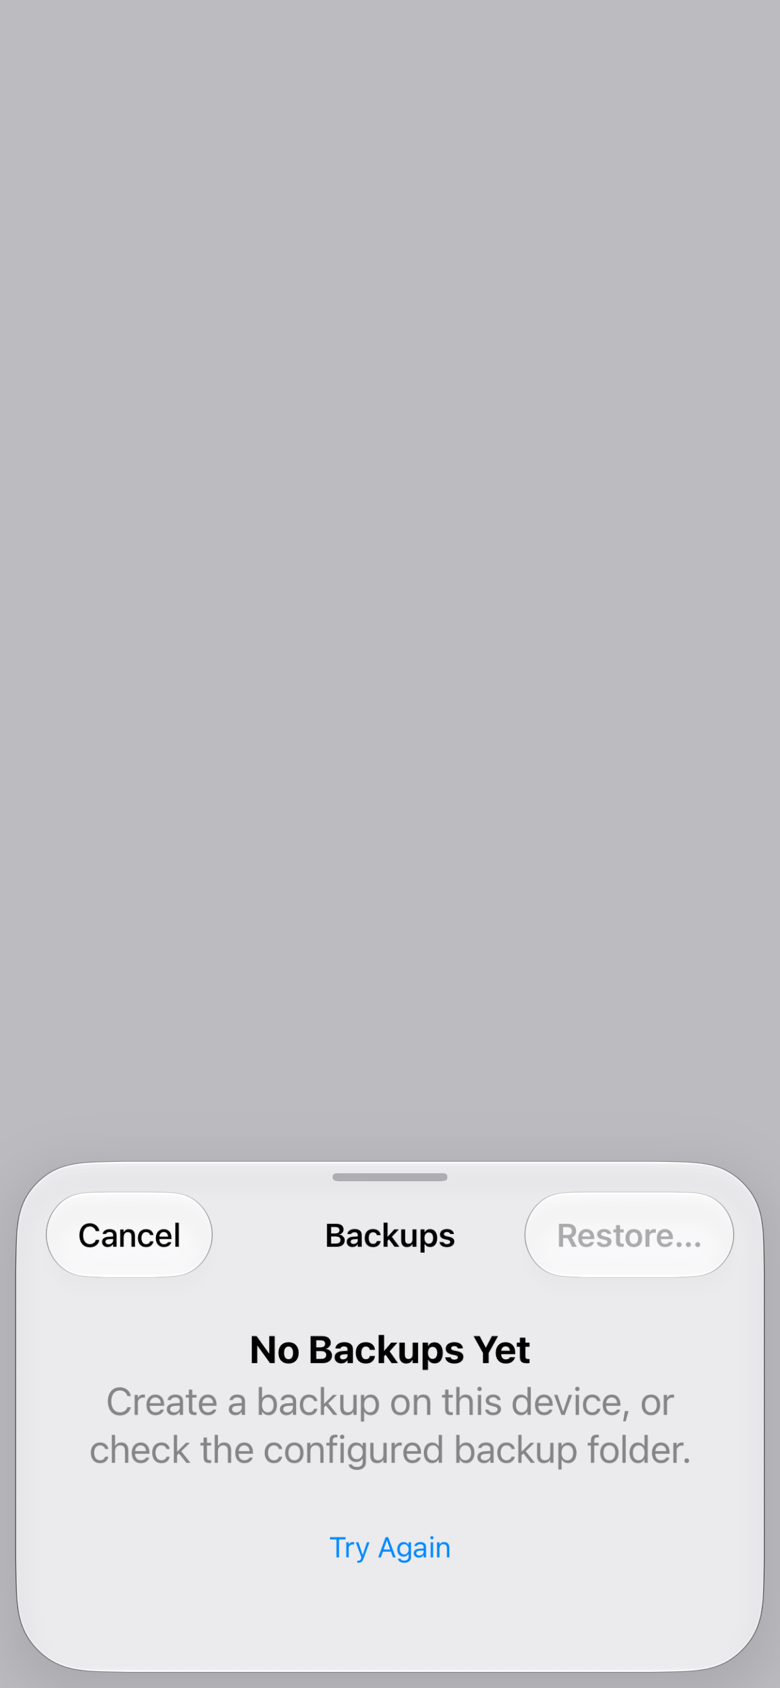 Cancel
Backups
Restore...
No Backups Yet
Create a backup on this device, or
check the configured backup folder.
Try Again